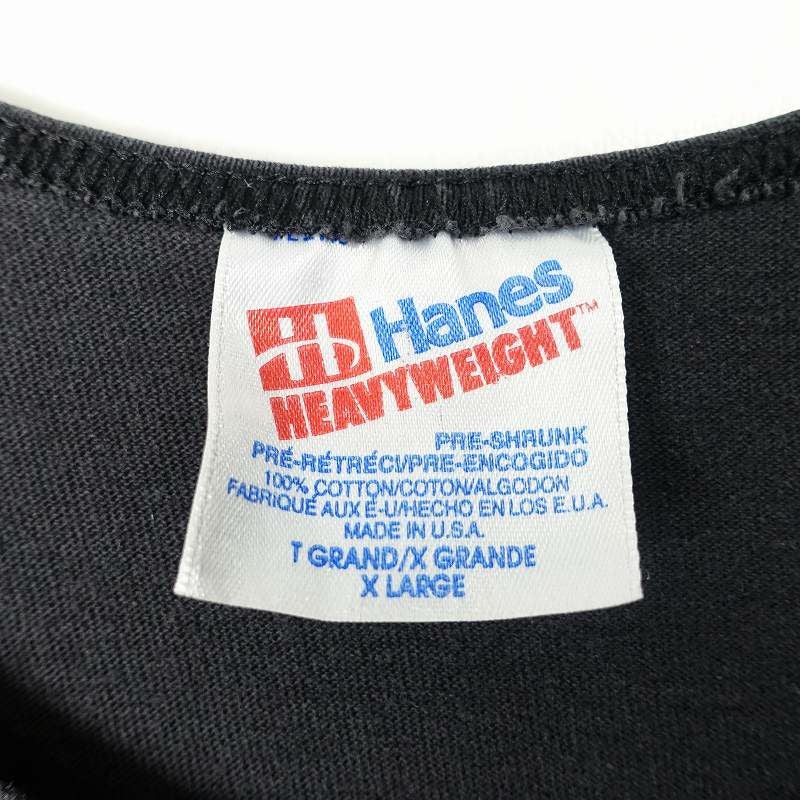 Hanes
HEAVYWEIGHT™
PRE-SHRUNK
PRÉ-RÉTRÉCI/PRE-ENCOGIDO
100% COTTON/COTON/ALGODON
FABRIQUÉ AUX É-U/HECHO EN LOS E.U.A.
MADE IN U.S.A.
T GRAND/X GRANDE
X LARGE